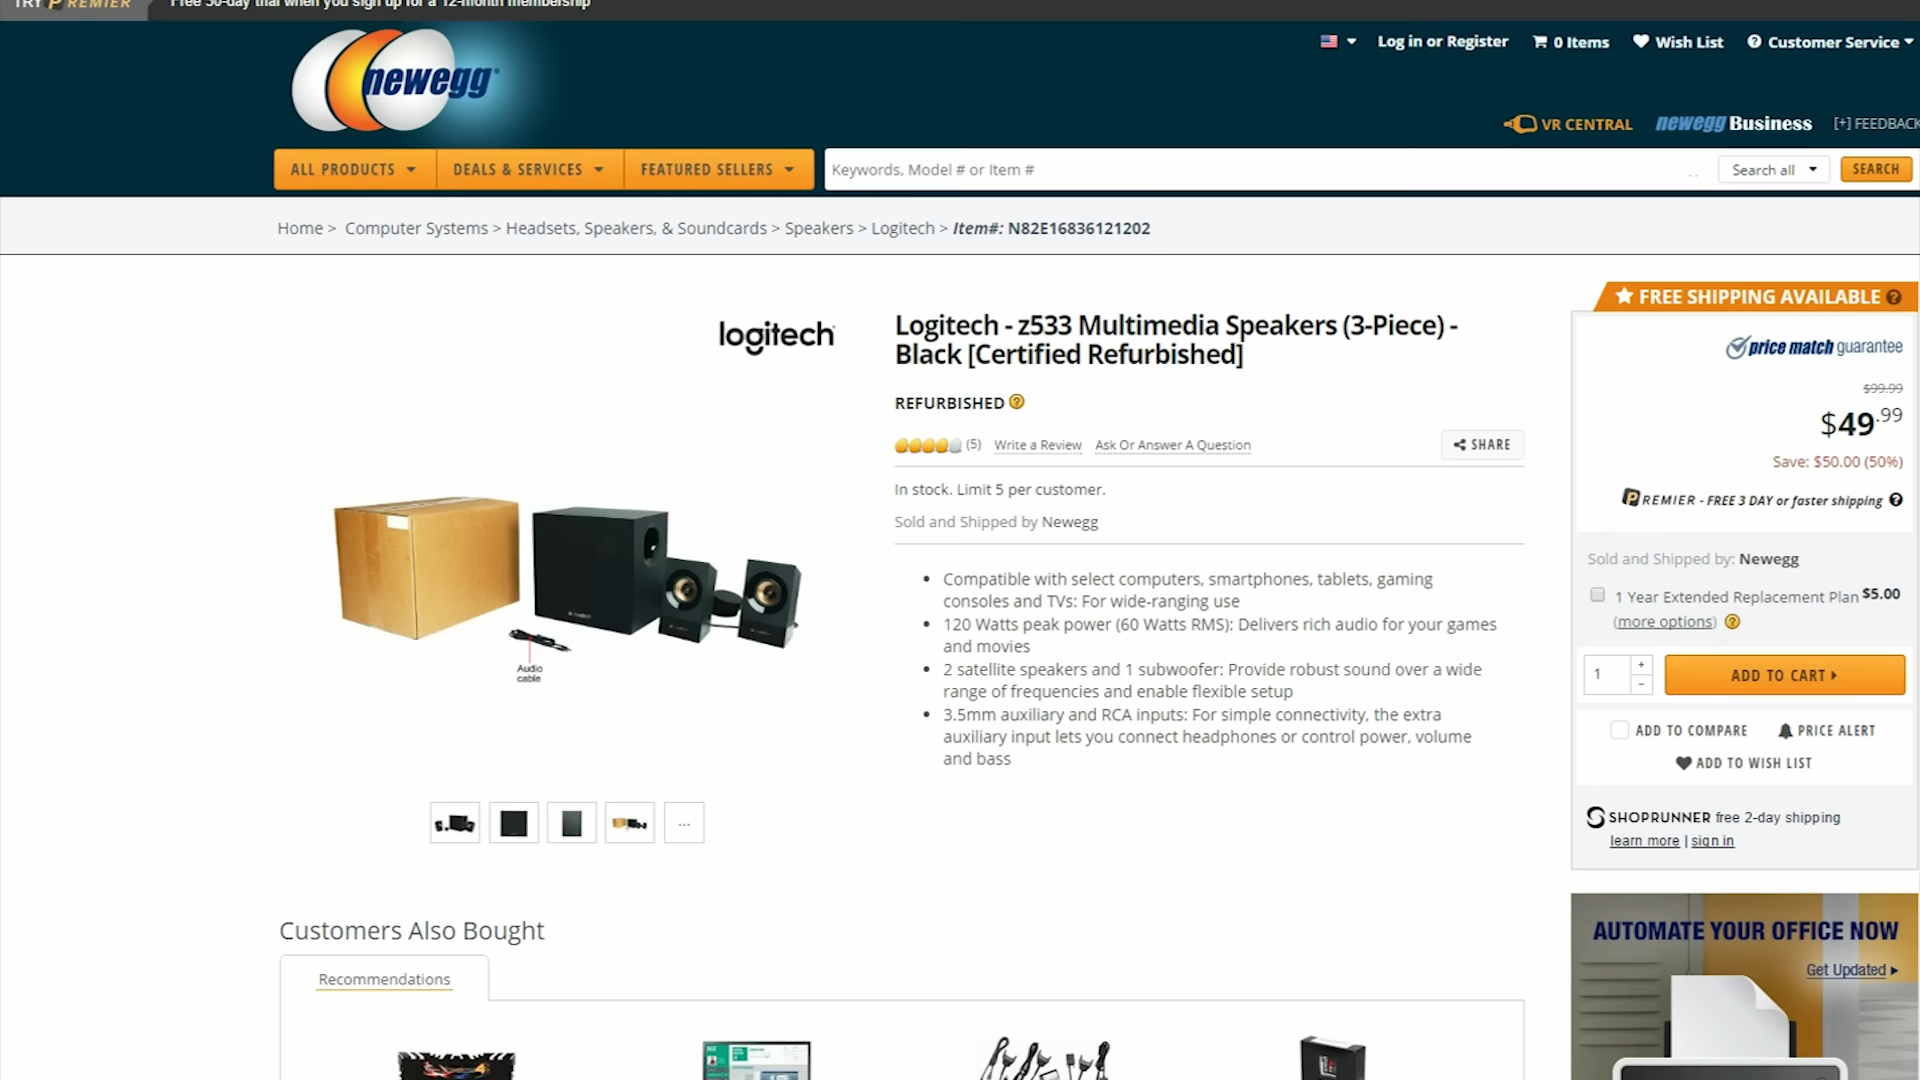 TRY PREMIER Free 30-day trial when you sign up for a 12-month membership
newegg
Log in or Register 0 Items Wish List Customer Service
VR CENTRAL newegg Business [+] FEEDBACK
ALL PRODUCTS DEALS & SERVICES FEATURED SELLERS Keywords, Model # or Item # Search all SEARCH
Home > Computer Systems > Headsets, Speakers, & Soundcards > Speakers > Logitech > Item#: N82E16836121202
logitech
Audio
cable
Logitech - z533 Multimedia Speakers (3-Piece) -
Black [Certified Refurbished]
REFURBISHED
(5) Write a Review Ask Or Answer A Question SHARE
In stock. Limit 5 per customer.
Sold and Shipped by Newegg
• Compatible with select computers, smartphones, tablets, gaming
consoles and TVs: For wide-ranging use
• 120 Watts peak power (60 Watts RMS): Delivers rich audio for your games
and movies
• 2 satellite speakers and 1 subwoofer: Provide robust sound over a wide
range of frequencies and enable flexible setup
• 3.5mm auxiliary and RCA inputs: For simple connectivity, the extra
auxiliary input lets you connect headphones or control power, volume
and bass
...
FREE SHIPPING AVAILABLE
price match guarantee
$99.99
$49.99
Save: $50.00 (50%)
PREMIER - FREE 3 DAY or faster shipping
Sold and Shipped by: Newegg
1 Year Extended Replacement Plan $5.00
(more options)
1 + - ADD TO CART
ADD TO COMPARE PRICE ALERT
ADD TO WISH LIST
SHOPRUNNER free 2-day shipping
learn more | sign in
AUTOMATE YOUR OFFICE NOW
Get Updated
Customers Also Bought
Recommendations